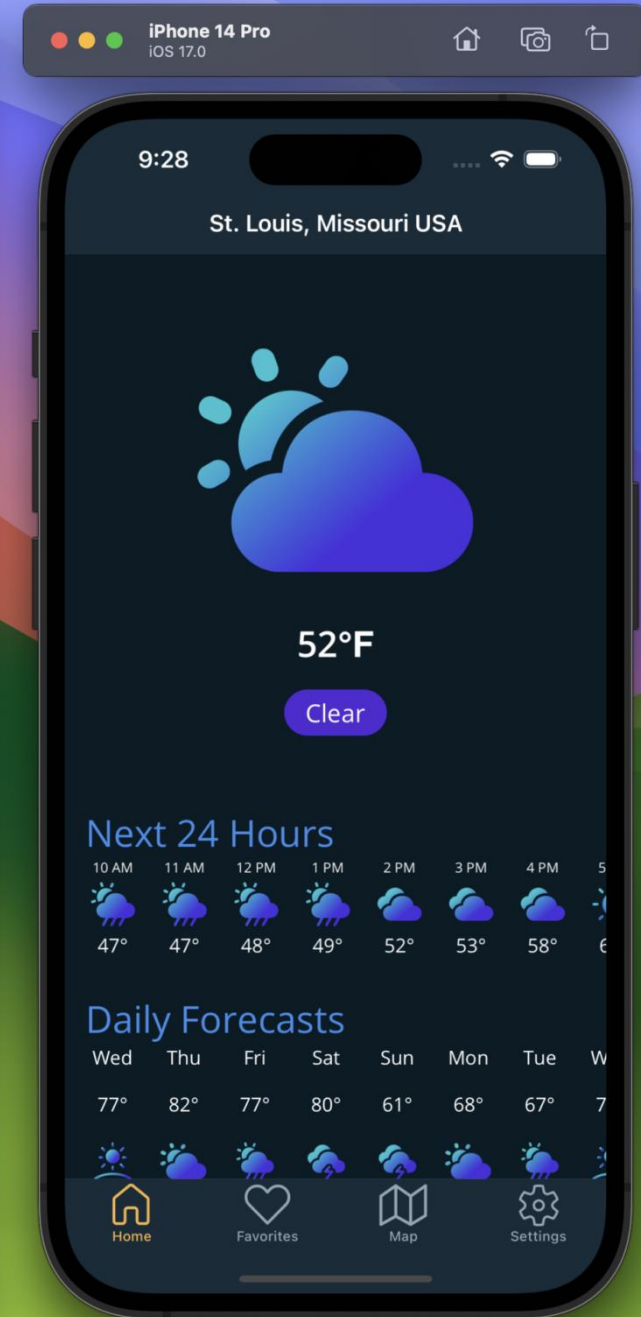 iPhone 14 Pro
iOS 17.0
9:28
St. Louis, Missouri USA
52°F
Clear
Next 24 Hours
10 AM 11 AM 12 PM 1 PM 2 PM 3 PM 4 PM 5
47° 47° 48° 49° 52° 53° 58°
Daily Forecasts
Wed Thu Fri Sat Sun Mon Tue W
77° 82° 77° 80° 61° 68° 67° 7
Home Favorites Map Settings